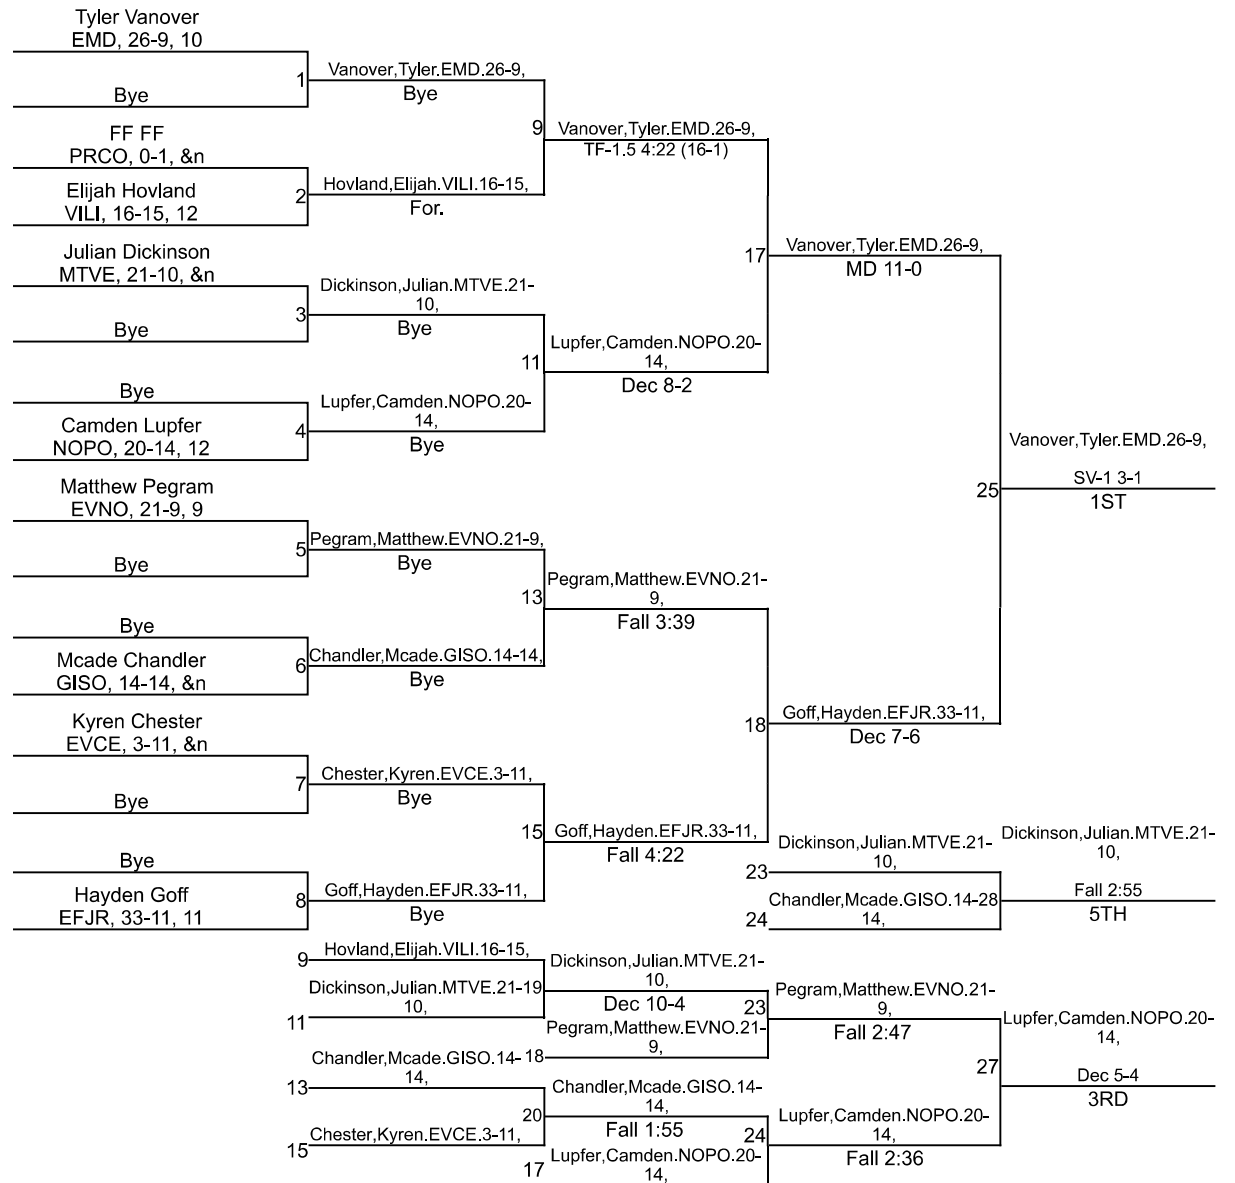 Tyler Vanover
EMD, 26-9, 10
1
Vanover,Tyler.EMD.26-9,
Bye
Bye
9
Vanover,Tyler.EMD.26-9,
TF-1.5 4:22 (16-1)
FF FF
PRCO, 0-1, &n
2
Hovland,Elijah.VILI.16-15,
For.
Elijah Hovland
VILI, 16-15, 12
17
Vanover,Tyler.EMD.26-9,
MD 11-0
Julian Dickinson
MTVE, 21-10, &n
3
Dickinson,Julian.MTVE.21-
10,
Bye
Bye
11
Lupfer,Camden.NOPO.20-
14,
Dec 8-2
Bye
4
Lupfer,Camden.NOPO.20-
14,
Bye
Camden Lupfer
NOPO, 20-14, 12
25
Vanover,Tyler.EMD.26-9,
SV-1 3-1
1ST
Matthew Pegram
EVNO, 21-9, 9
5
Pegram,Matthew.EVNO.21-9,
Bye
Bye
13
Pegram,Matthew.EVNO.21-
9,
Fall 3:39
Bye
6
Chandler,Mcade.GISO.14-14,
Bye
Mcade Chandler
GISO, 14-14, &n
18
Goff,Hayden.EFJR.33-11,
Dec 7-6
Kyren Chester
EVCE, 3-11, &n
7
Chester,Kyren.EVCE.3-11,
Bye
Bye
15
Goff,Hayden.EFJR.33-11,
Fall 4:22
Bye
8
Goff,Hayden.EFJR.33-11,
Bye
Hayden Goff
EFJR, 33-11, 11
23
Dickinson,Julian.MTVE.21-
10,
24
Chandler,Mcade.GISO.14-28
14,
Dickinson,Julian.MTVE.21-
10,
Fall 2:55
5TH
9
Hovland,Elijah.VILI.16-15,
11
Dickinson,Julian.MTVE.21-19
10,
Dickinson,Julian.MTVE.21-
10,
Dec 10-4
23
18
Pegram,Matthew.EVNO.21-
9,
Pegram,Matthew.EVNO.21-
9,
Fall 2:47
13
Chandler,Mcade.GISO.14-
14,
15
Chester,Kyren.EVCE.3-11,
20
Chandler,Mcade.GISO.14-
14,
Fall 1:55
24
17
Lupfer,Camden.NOPO.20-
14,
Lupfer,Camden.NOPO.20-
14,
Fall 2:36
27
Lupfer,Camden.NOPO.20-
14,
Dec 5-4
3RD